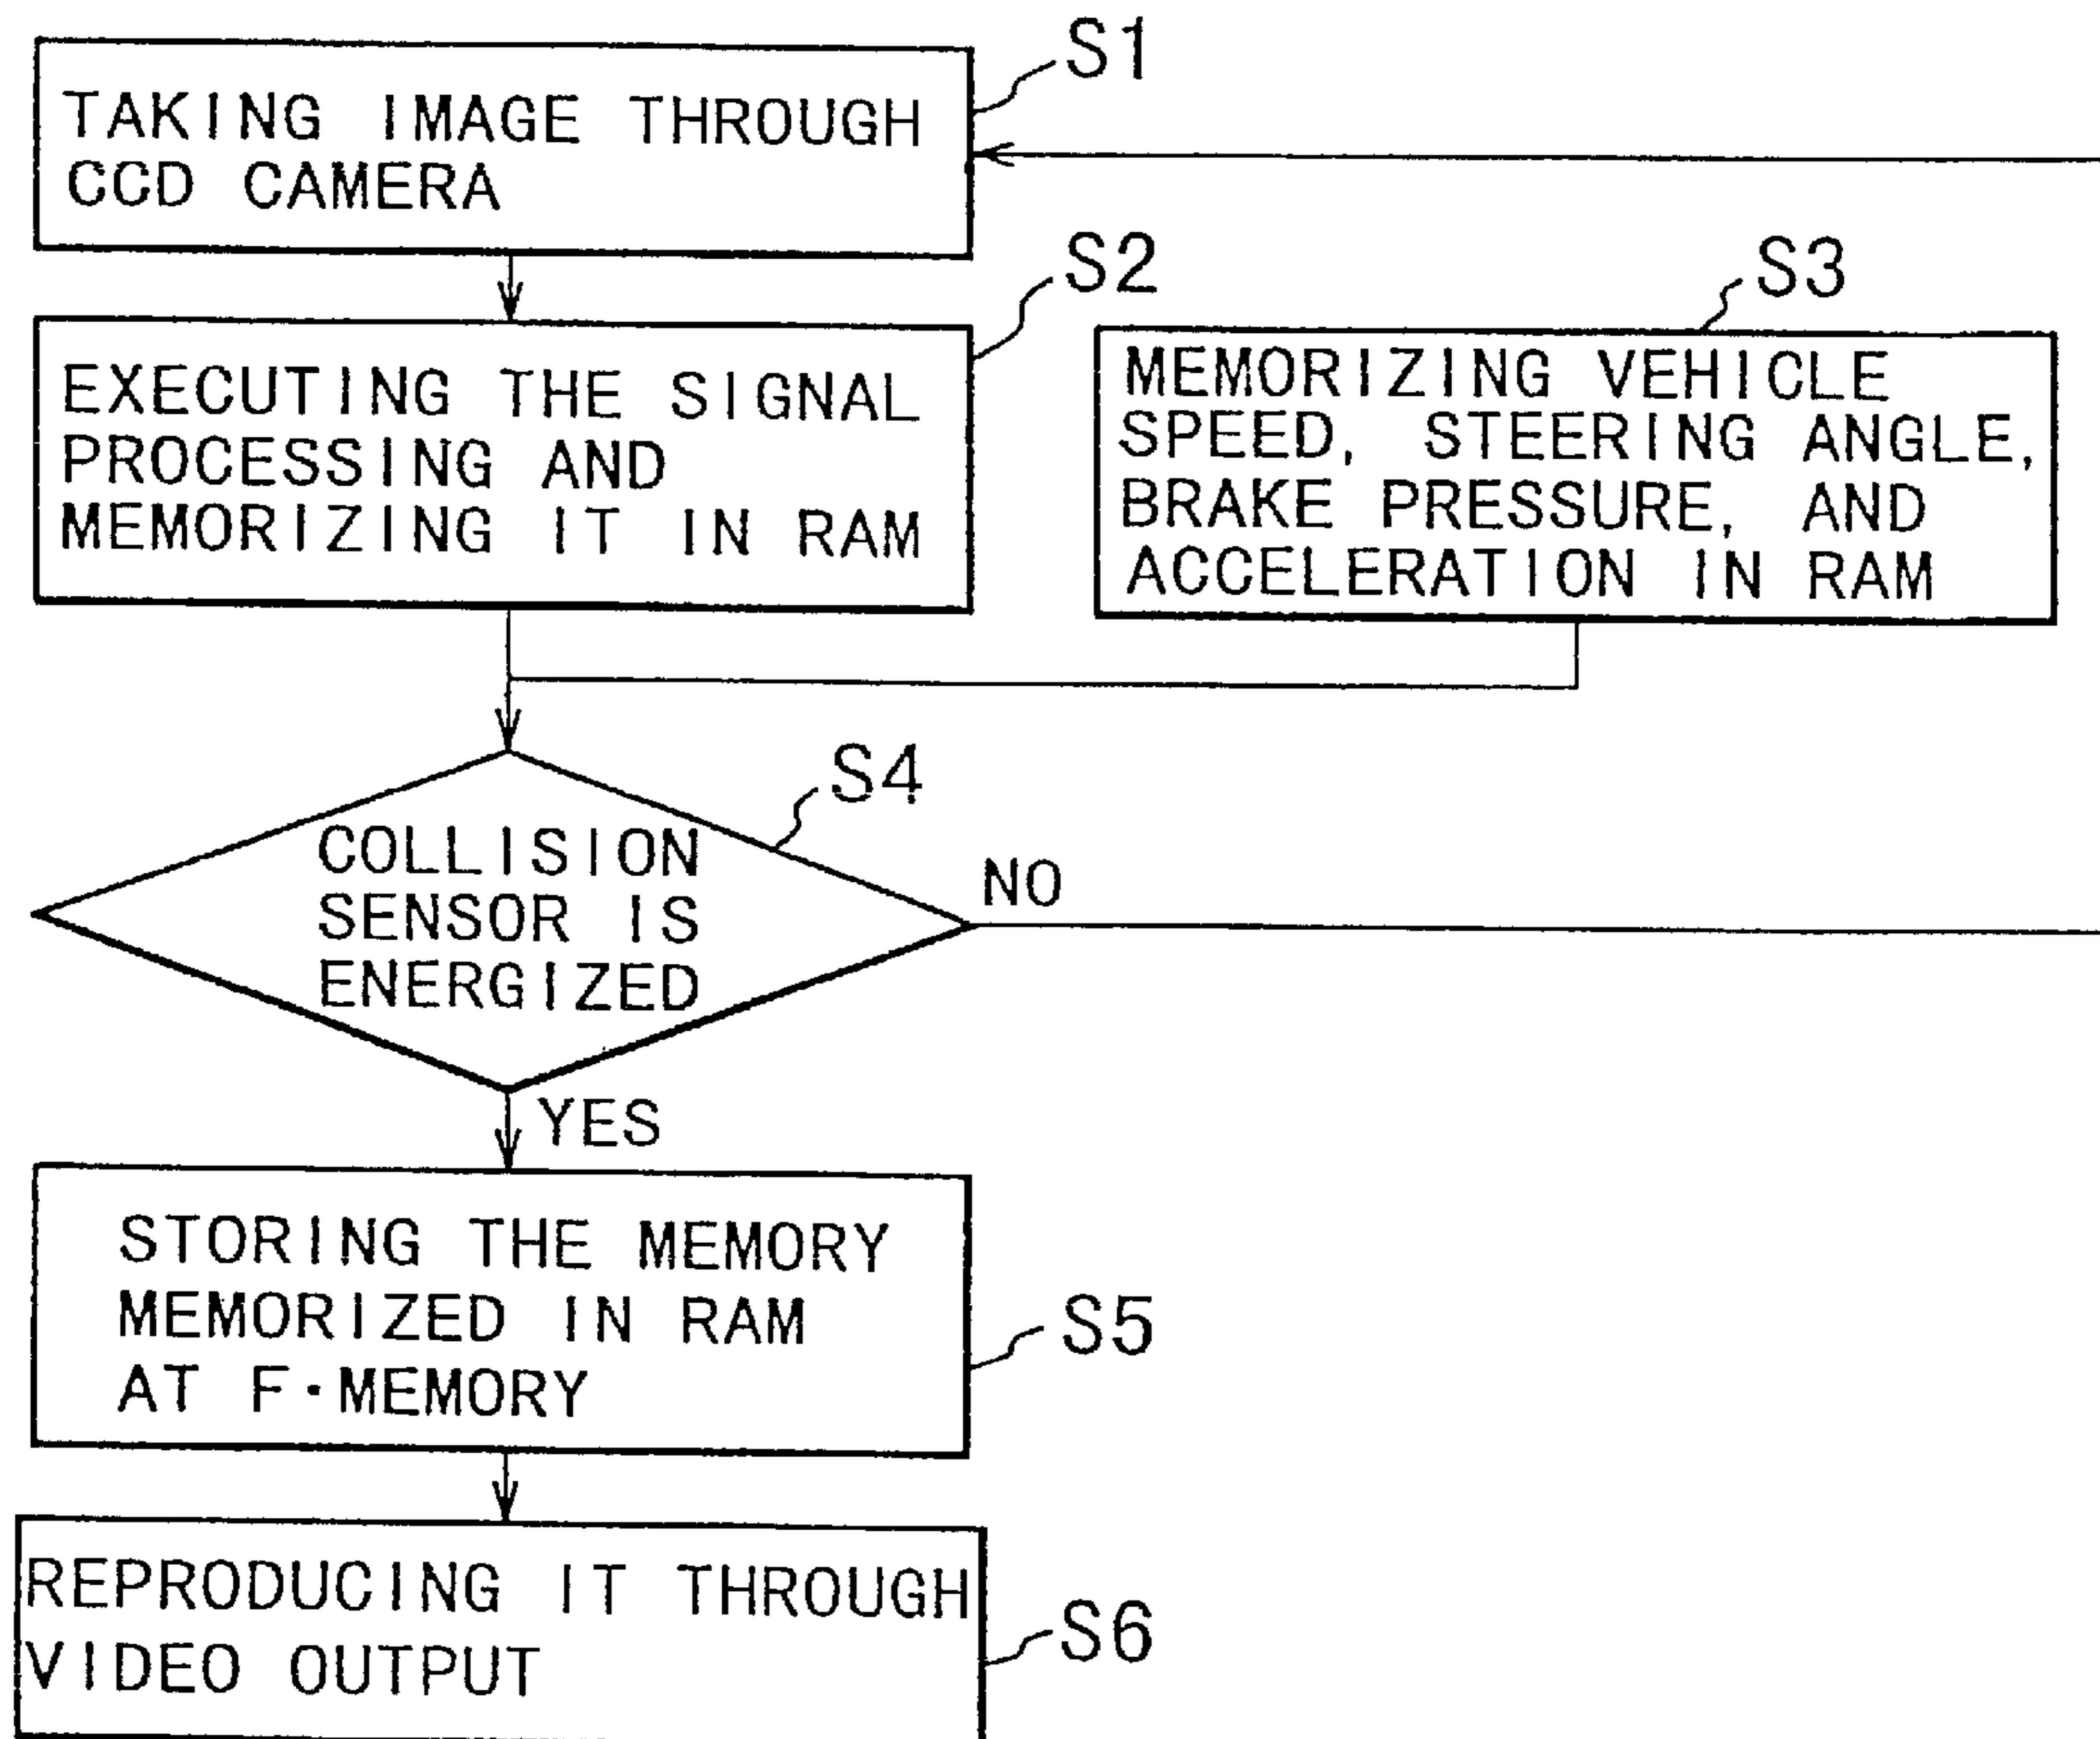 S1
TAKING IMAGE THROUGH
CCD CAMERA
S2
EXECUTING THE SIGNAL
PROCESSING AND
MEMORIZING IT IN RAM
S3
MEMORIZING VEHICLE
SPEED, STEERING ANGLE,
BRAKE PRESSURE, AND
ACCELERATION IN RAM
S4
COLLISION
SENSOR IS
ENERGIZED
NO
YES
STORING THE MEMORY
MEMORIZED IN RAM
AT F·MEMORY
S5
REPRODUCING IT THROUGH
VIDEO OUTPUT
S6